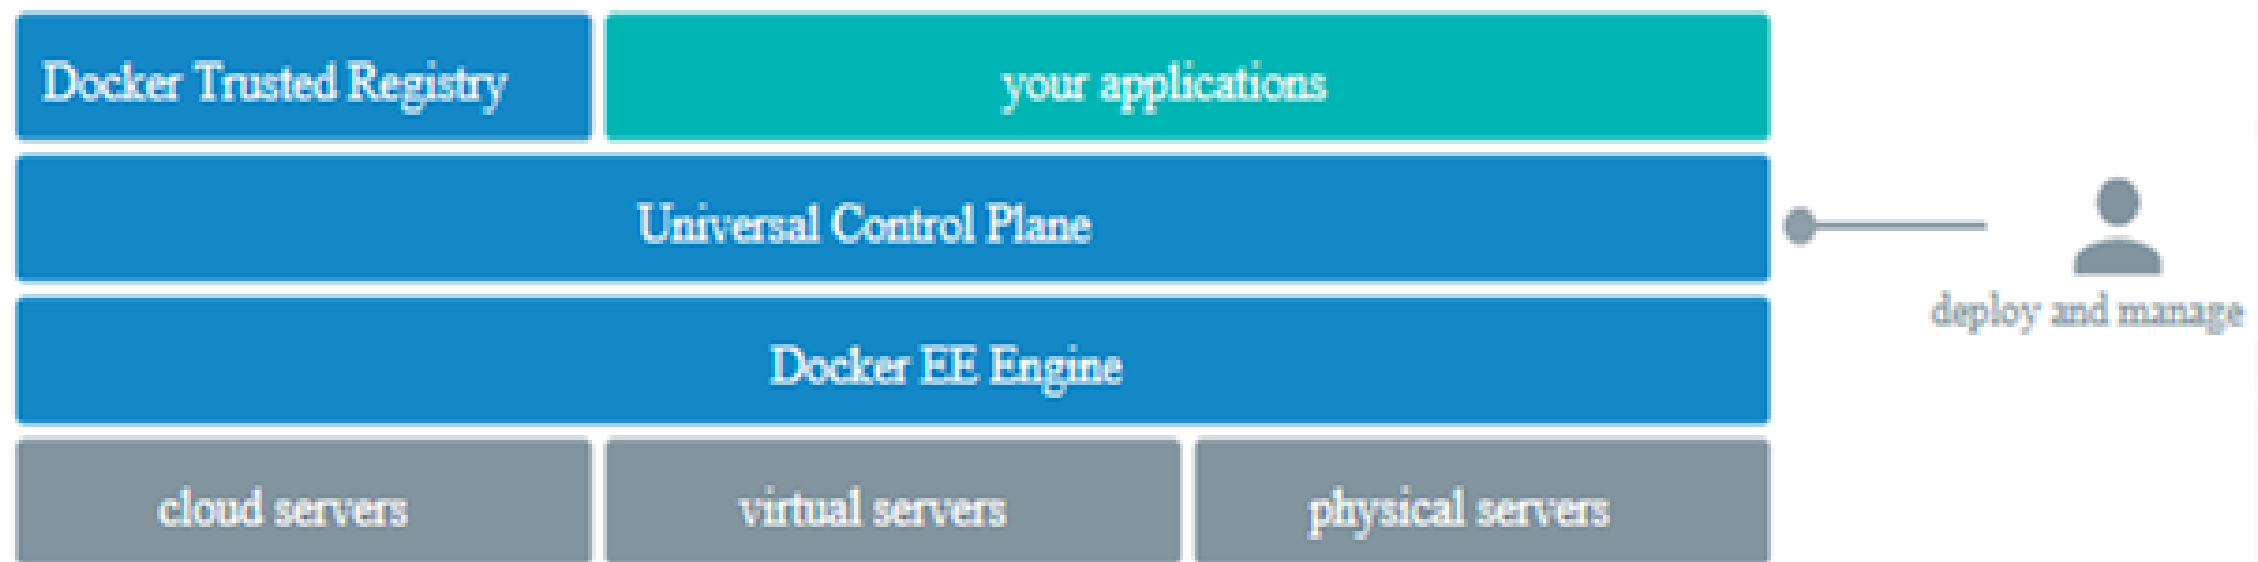 Docker Trusted Registry
your applications
Universal Control Plane
deploy and manage
Docker EE Engine
cloud servers
virtual servers
physical servers